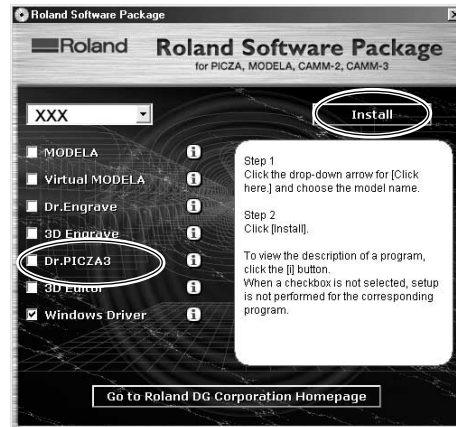 Roland Software Package
Roland
Roland Software Package
for PICZA, MODELA, CAMM-2, CAMM-3
XXX
Install
MODELA
i
Virtual MODELA
i
Dr.Engrave
i
3D Engrave
i
Dr.PICZA3
i
3D Editor
i
Windows Driver
i
Step 1
Click the drop-down arrow for [Click
here.] and choose the model name.
Step 2
Click [Install].
To view the description of a program,
click the [i] button.
When a checkbox is not selected, setup
is not performed for the corresponding
program.
Go to Roland DG Corporation Homepage